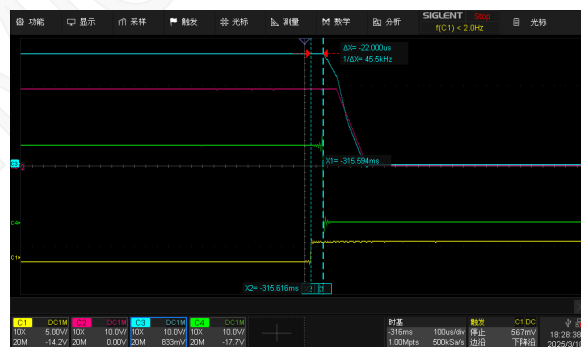 功能 显示 采样 触发 光标 测量 数学 分析 SIGLENT Stop 光标
f(C1) < 2.0Hz
ΔX= -22.000us
1/ΔX= 45.5kHz
C3
X1= -315.594ms
C4
C1
X2= -315.616ms
C1 DC1M C2 DC1M C3 DC1M C4 DC1M 时基 触发 C1 DC
10X 5.00V/ 10X 10.0V/ 10X 10.0V/ 10X 10.0V/ -316ms 100us/div 停止 567mV
20M -14.2V 20M 0.00V 20M 833mV 20M -17.7V 1.00Mpts 500kSa/s 边沿 下降沿
18:28:38